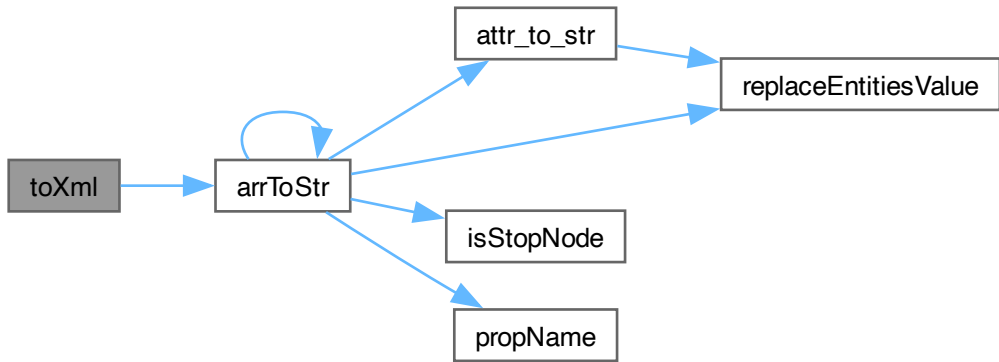 toXml
arrToStr
attr_to_str
replaceEntitiesValue
isStopNode
propName